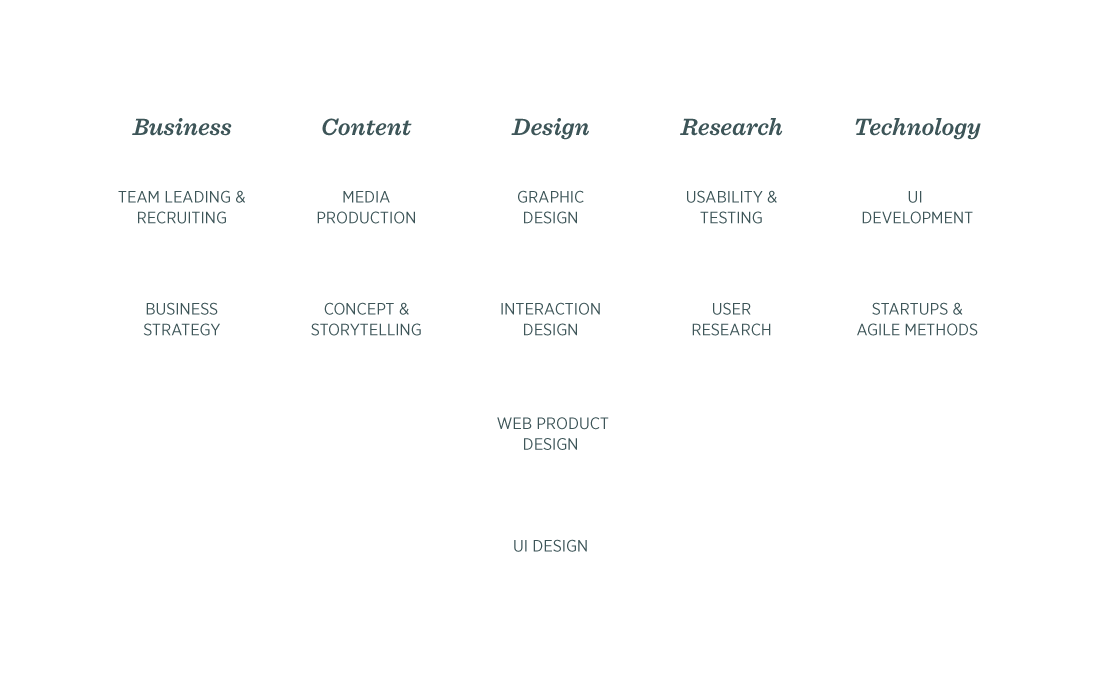 Business
Content
Design
Research
Technology
TEAM LEADING &
RECRUITING
MEDIA
PRODUCTION
GRAPHIC
DESIGN
USABILITY &
TESTING
UI
DEVELOPMENT
BUSINESS
STRATEGY
CONCEPT &
STORYTELLING
INTERACTION
DESIGN
USER
RESEARCH
STARTUPS &
AGILE METHODS
WEB PRODUCT
DESIGN
UI DESIGN